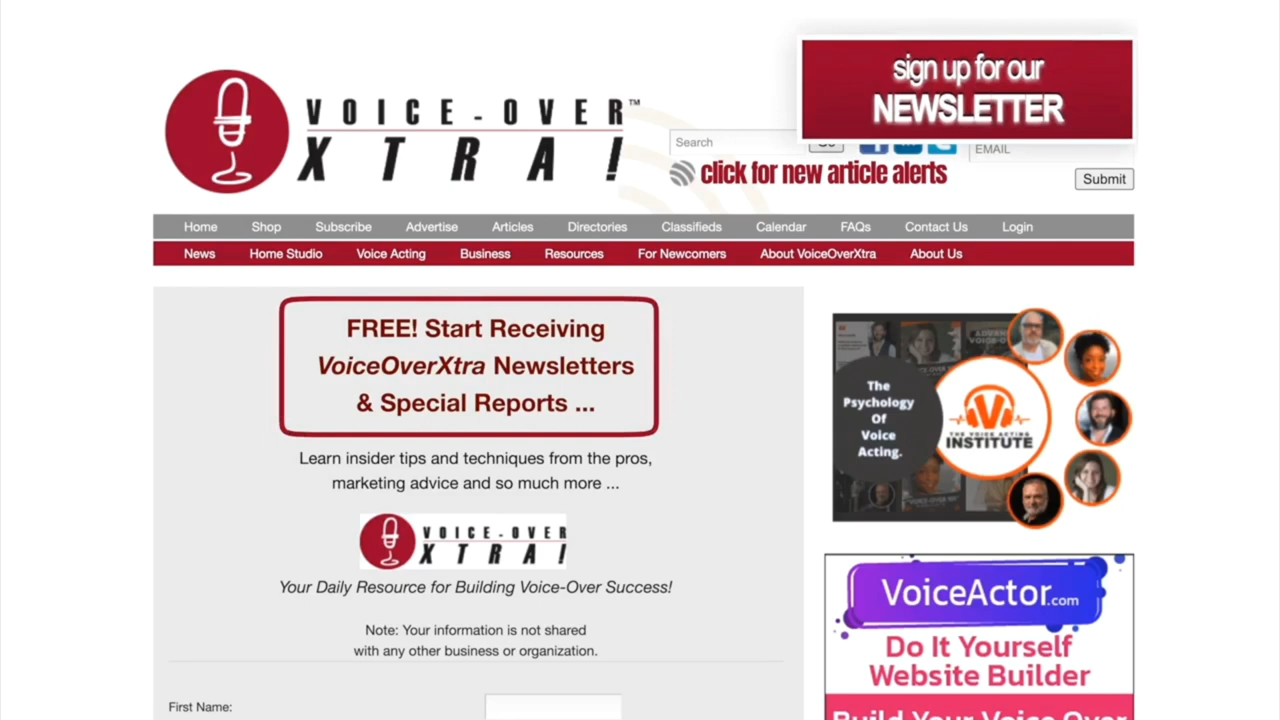 sign up for our
NEWSLETTER
VOICE-OVER™
XTRA!
Search
EMAIL
click for new article alerts
Submit
Home Shop Subscribe Advertise Articles Directories Classifieds Calendar FAQs Contact Us Login
News Home Studio Voice Acting Business Resources For Newcomers About VoiceOverXtra About Us
FREE! Start Receiving
VoiceOverXtra Newsletters
& Special Reports ...
Learn insider tips and techniques from the pros,
marketing advice and so much more ...
VOICE-OVER
XTRA!
Your Daily Resource for Building Voice-Over Success!
Note: Your information is not shared
with any other business or organization.
First Name:
The
Psychology
Of
Voice
Acting.
THE VOICE ACTING
INSTITUTE
VoiceActor.com
Do It Yourself
Website Builder
Build Your Voice Over